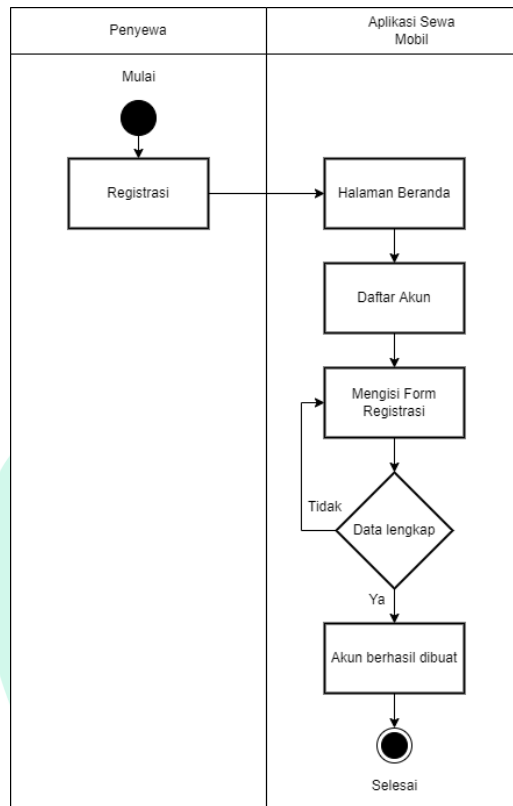 Penyewa
Aplikasi Sewa
Mobil
Mulai
Registrasi
Halaman Beranda
Daftar Akun
Mengisi Form
Registrasi
Tidak
Data lengkap
Ya
Akun berhasil dibuat
Selesai